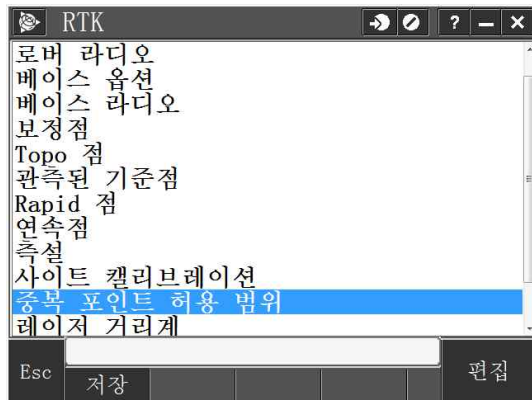 RTK
?
로버 라디오
베이스 옵션
베이스 라디오
보정점
Topo 점
관측된 기준점
Rapid 점
연속점
측설
사이트 캘리브레이션
중복 포인트 허용 범위
레이저 거리계
Esc
저장
편집